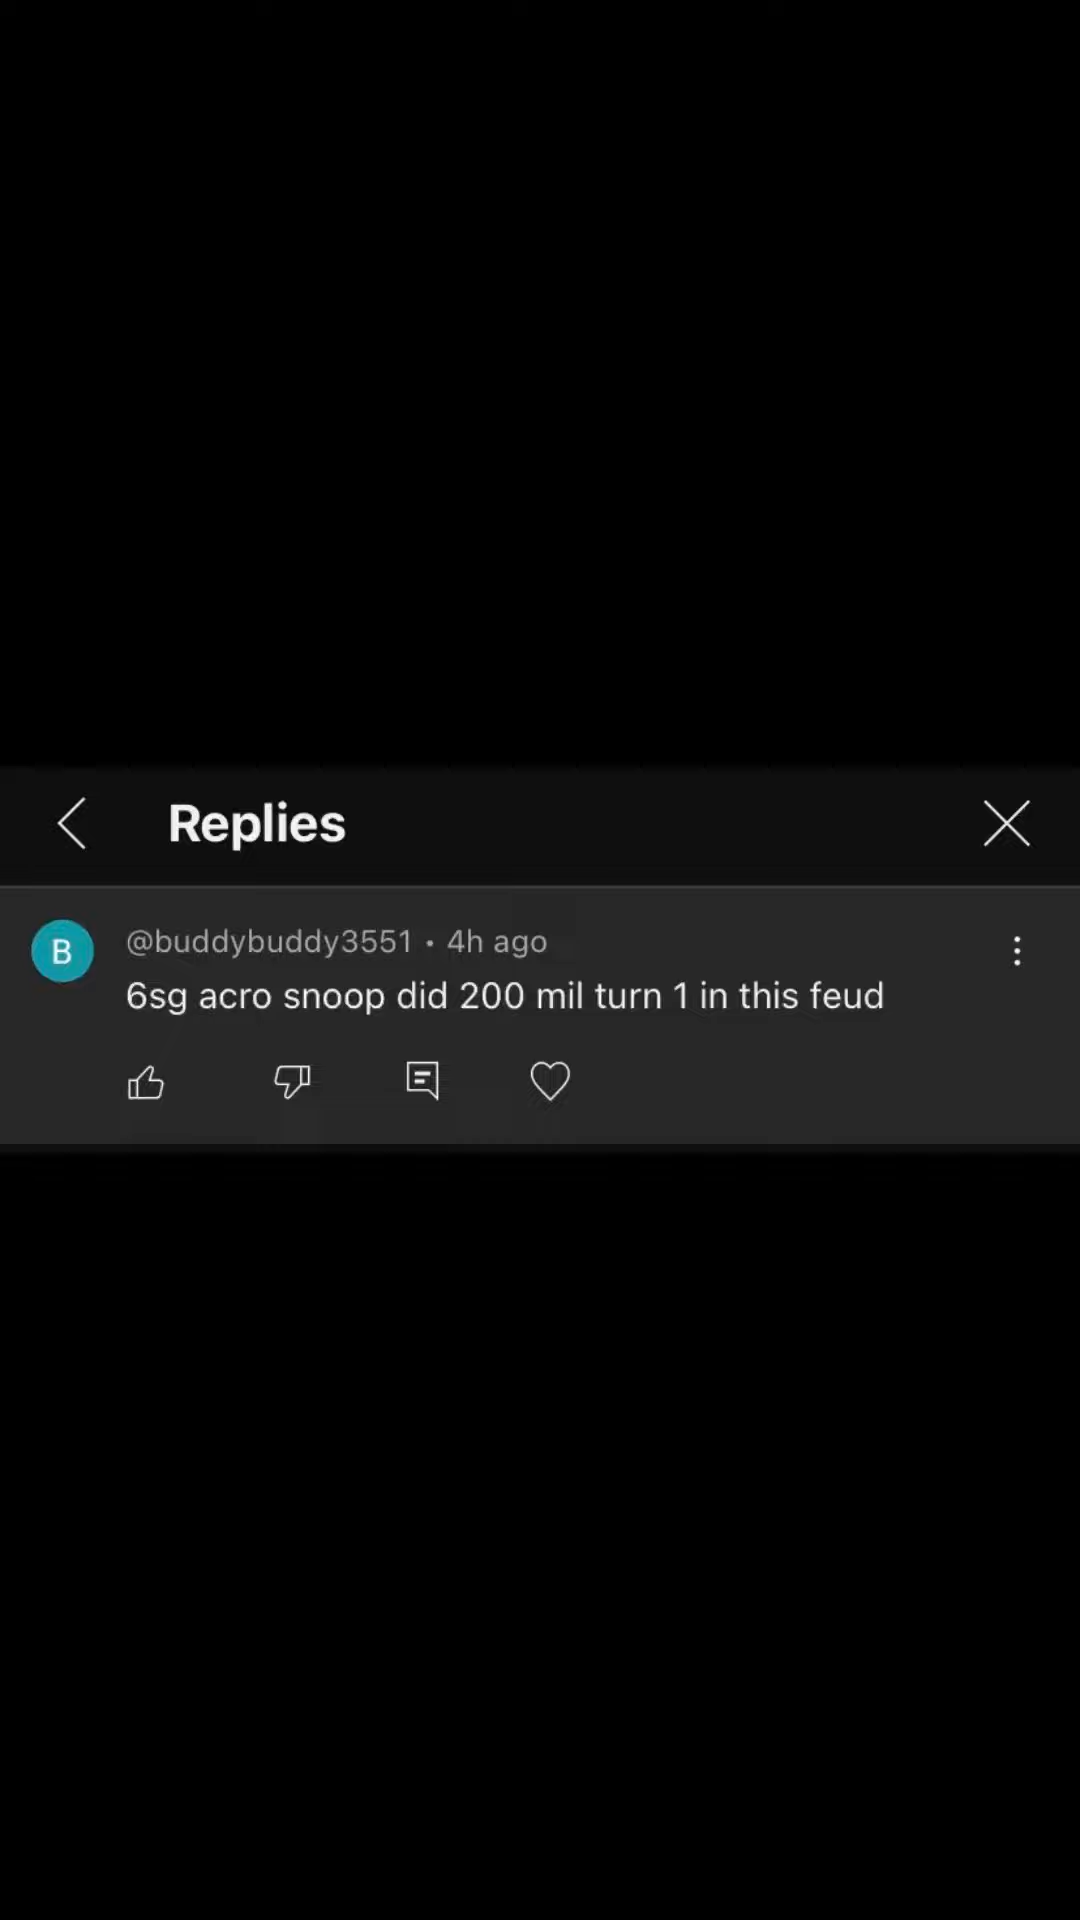 Replies
B
@buddybuddy3551 • 4h ago
6sg acro snoop did 200 mil turn 1 in this feud